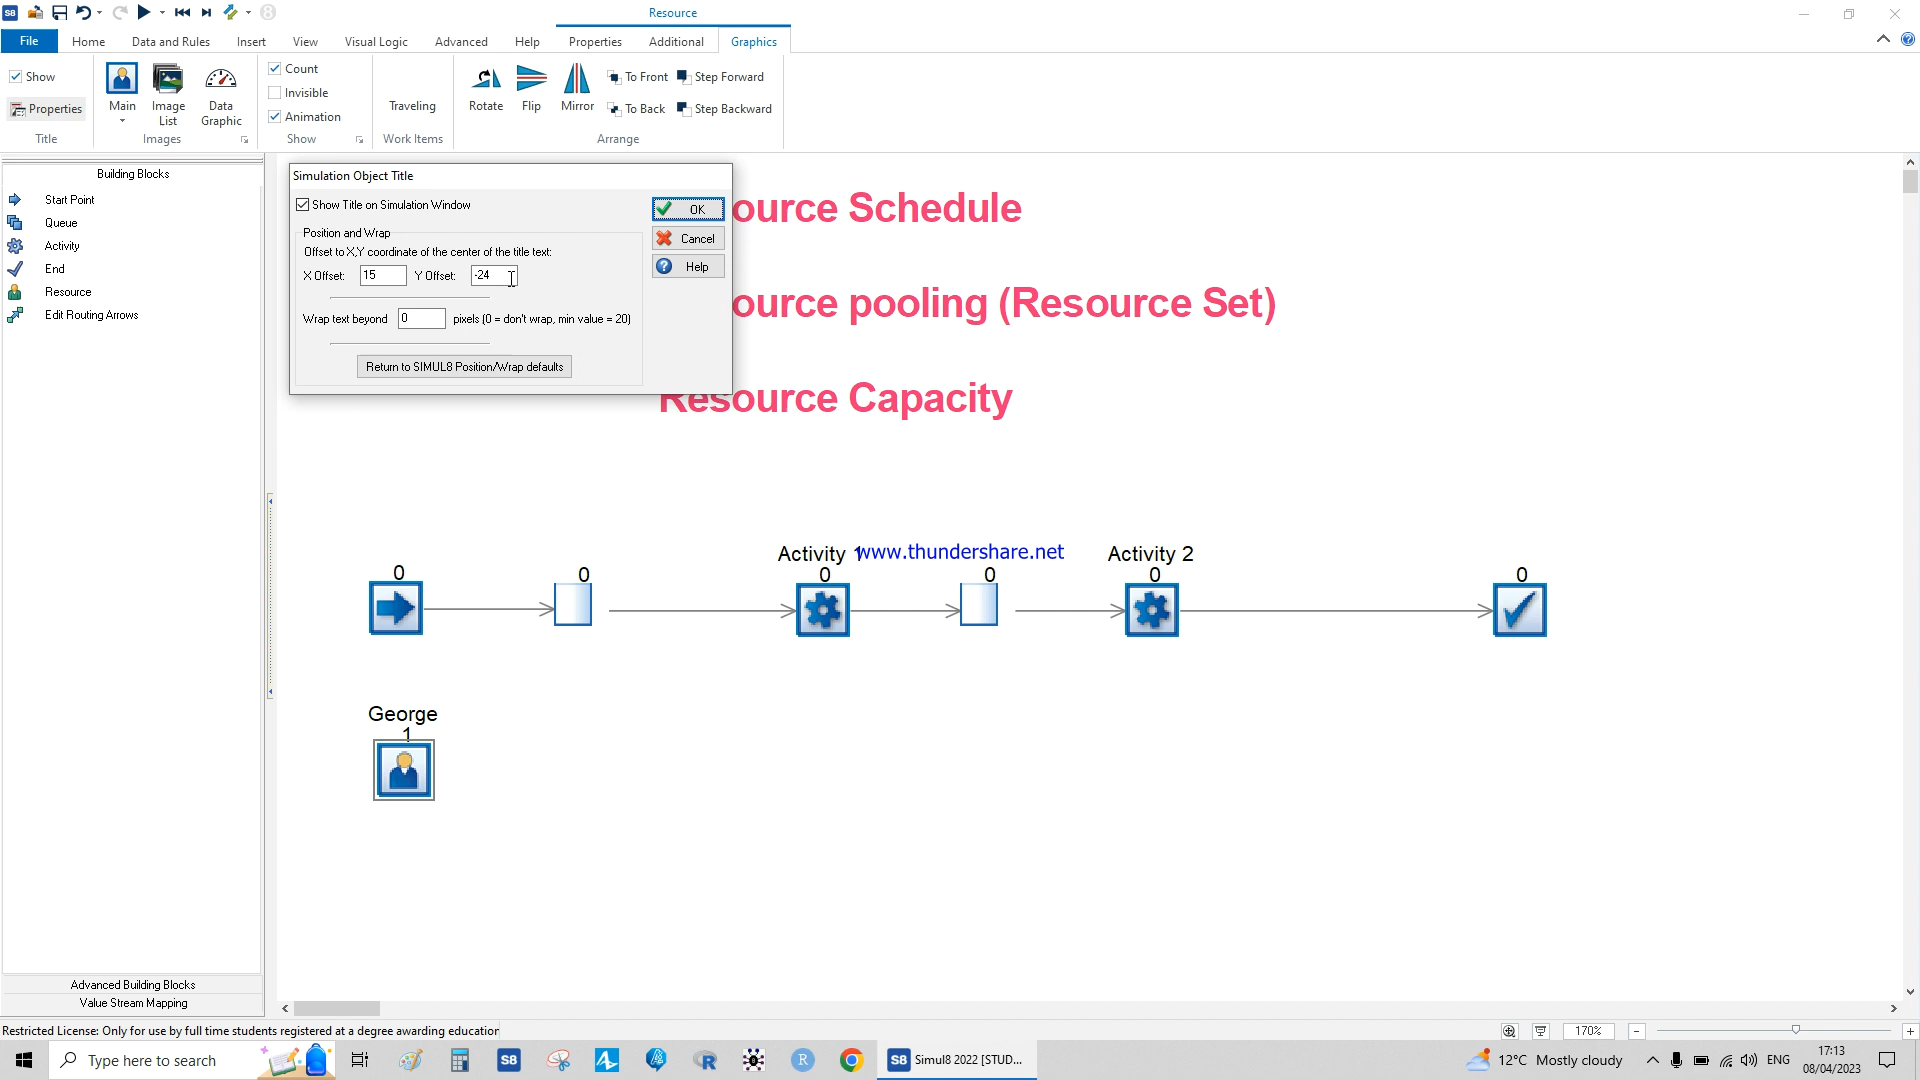 Resource
File
Home
Data and Rules
Insert
View
Visual Logic
Advanced
Help
Properties
Additional
Graphics
Show
Properties
Title
Main
Image
List
Data
Graphic
Images
Count
Invisible
Animation
Show
Traveling
Work Items
Rotate
Flip
Mirror
To Front
Step Forward
To Back
Step Backward
Arrange
Building Blocks
Start Point
Queue
Activity
End
Resource
Edit Routing Arrows
Advanced Building Blocks
Value Stream Mapping
Simulation Object Title
Show Title on Simulation Window
Position and Wrap
Offset to X,Y coordinate of the center of the title text:
X Offset: 15 Y Offset: -24
Wrap text beyond 0 pixels (0 = don't wrap, min value = 20)
Return to SIMUL8 Position/Wrap defaults
OK
Cancel
Help
ource Schedule
ource pooling (Resource Set)
Resource Capacity
Activity 1
www.thundershare.net
Activity 2
0
0
0
0
0
0
George
1
Restricted License: Only for use by full time students registered at a degree awarding education
170%
Type here to search
S8
S8 Simul8 2022 [STUD...
12°C Mostly cloudy
ENG
17:13
08/04/2023